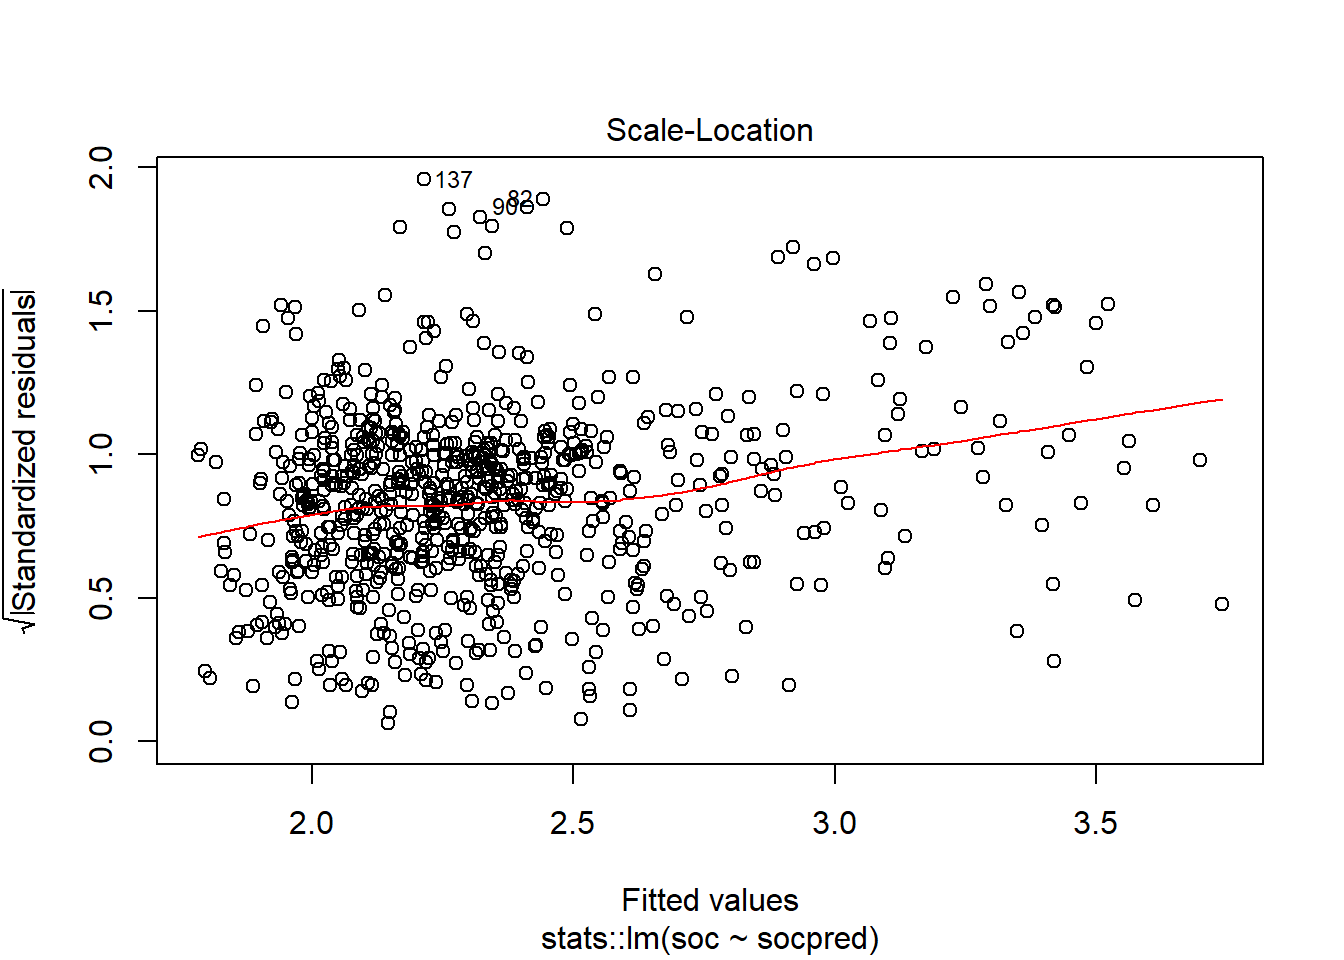 Scale-Location
√|Standardized residuals|
2.0
1.5
1.0
0.5
0.0
137
82
90
2.0 2.5 3.0 3.5
Fitted values
stats::lm(soc ~ socpred)